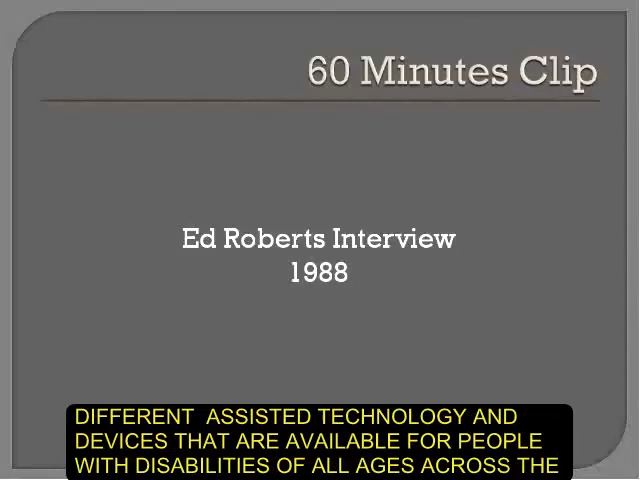 60 Minutes Clip
Ed Roberts Interview
1988
DIFFERENT  ASSISTED TECHNOLOGY AND
DEVICES THAT ARE AVAILABLE FOR PEOPLE
WITH DISABILITIES OF ALL AGES ACROSS THE